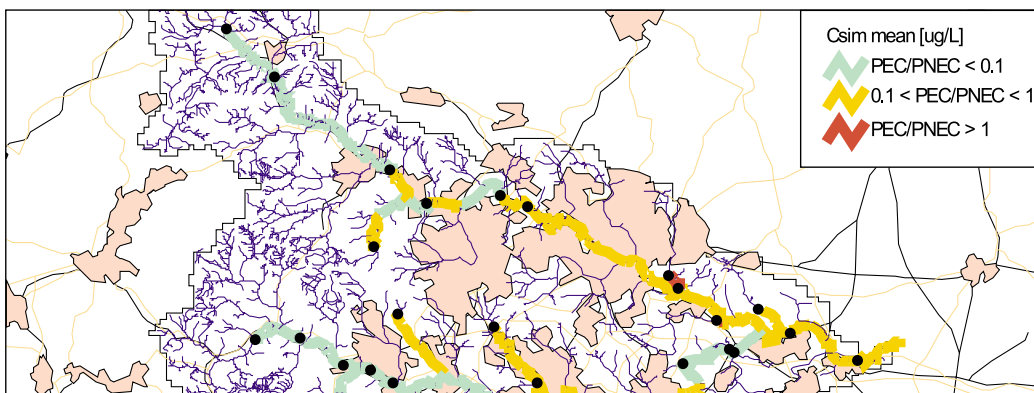 Csim mean [ug/L]
PEC/PNEC < 0.1
0.1 < PEC/PNEC < 1
PEC/PNEC > 1